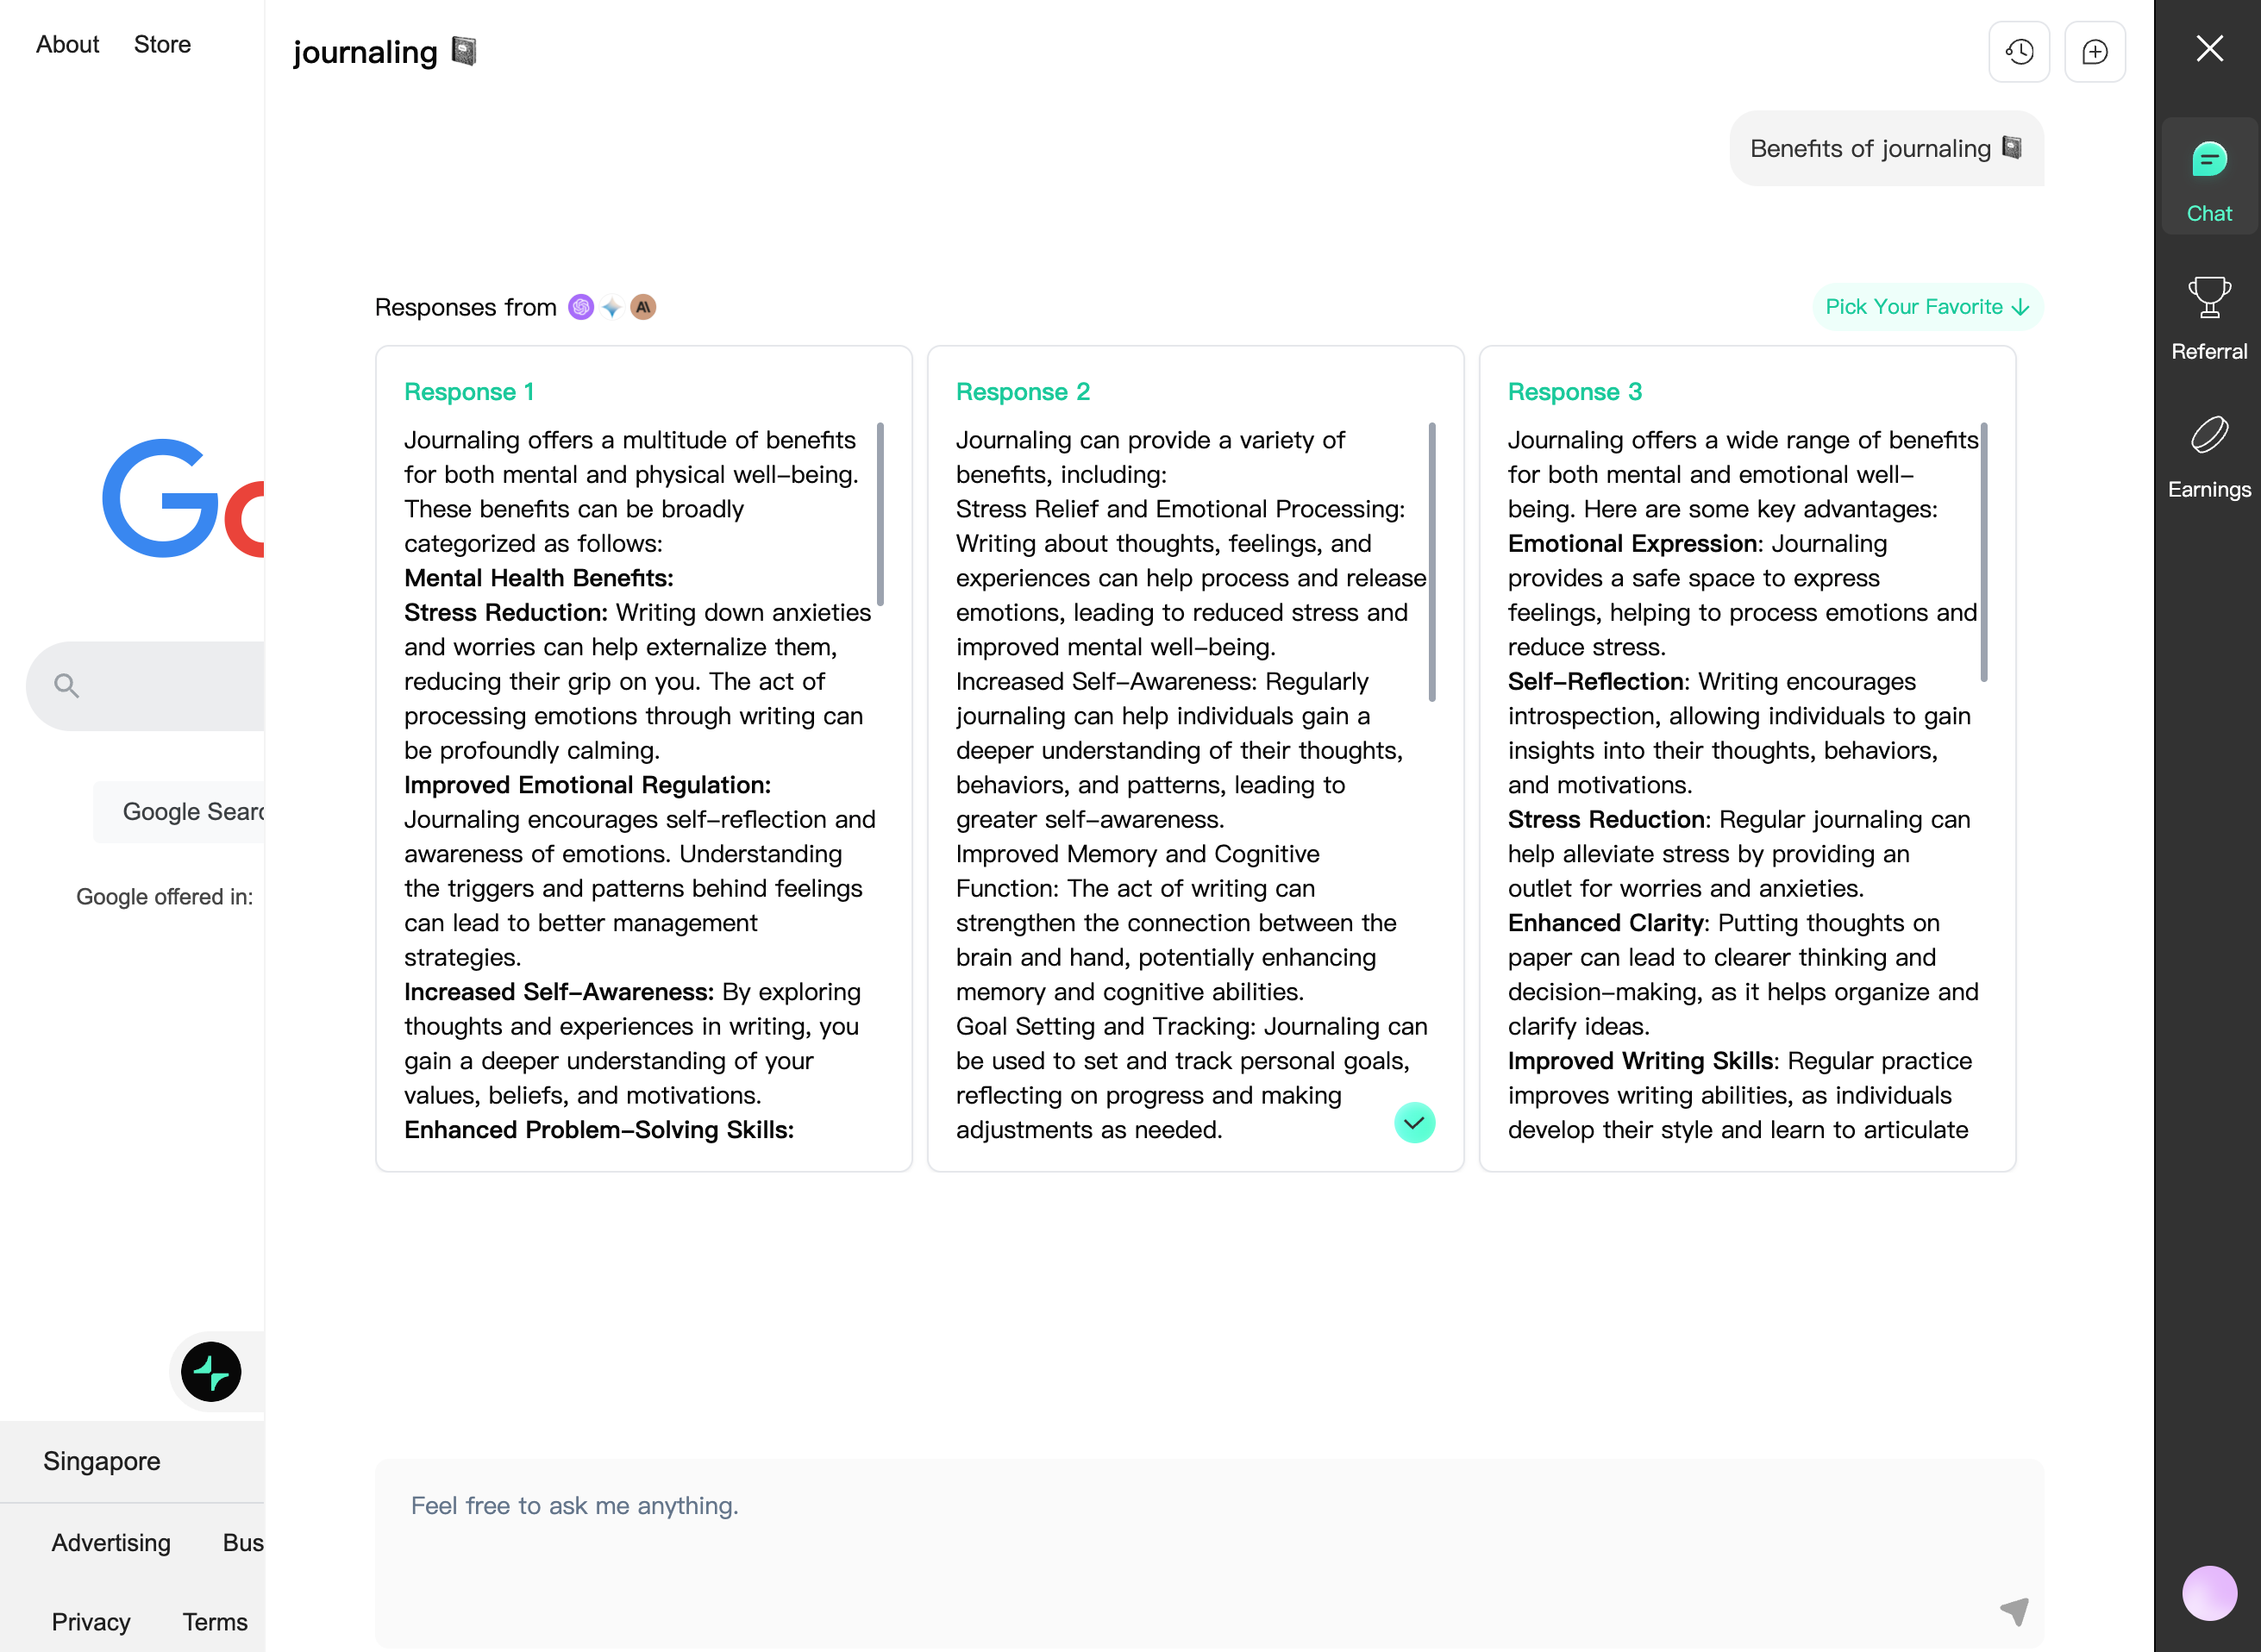 About Store
journaling
Benefits of journaling
Responses from
Pick Your Favorite ↓
Response 1
Journaling offers a multitude of benefits
for both mental and physical well-being.
These benefits can be broadly
categorized as follows:
Mental Health Benefits:
Stress Reduction: Writing down anxieties
and worries can help externalize them,
reducing their grip on you. The act of
processing emotions through writing can
be profoundly calming.
Improved Emotional Regulation:
Journaling encourages self-reflection and
awareness of emotions. Understanding
the triggers and patterns behind feelings
can lead to better management
strategies.
Increased Self-Awareness: By exploring
thoughts and experiences in writing, you
gain a deeper understanding of your
values, beliefs, and motivations.
Enhanced Problem-Solving Skills:
Response 2
Journaling can provide a variety of
benefits, including:
Stress Relief and Emotional Processing:
Writing about thoughts, feelings, and
experiences can help process and release
emotions, leading to reduced stress and
improved mental well-being.
Increased Self-Awareness: Regularly
journaling can help individuals gain a
deeper understanding of their thoughts,
behaviors, and patterns, leading to
greater self-awareness.
Improved Memory and Cognitive
Function: The act of writing can
strengthen the connection between the
brain and hand, potentially enhancing
memory and cognitive abilities.
Goal Setting and Tracking: Journaling can
be used to set and track personal goals,
reflecting on progress and making
adjustments as needed.
Response 3
Journaling offers a wide range of benefits
for both mental and emotional well-
being. Here are some key advantages:
Emotional Expression: Journaling
provides a safe space to express
feelings, helping to process emotions and
reduce stress.
Self-Reflection: Writing encourages
introspection, allowing individuals to gain
insights into their thoughts, behaviors,
and motivations.
Stress Reduction: Regular journaling can
help alleviate stress by providing an
outlet for worries and anxieties.
Enhanced Clarity: Putting thoughts on
paper can lead to clearer thinking and
decision-making, as it helps organize and
clarify ideas.
Improved Writing Skills: Regular practice
improves writing abilities, as individuals
develop their style and learn to articulate
Feel free to ask me anything.
Chat
Referral
Earnings
Go
Google Searc
Google offered in:
Singapore
Advertising Bus
Privacy Terms